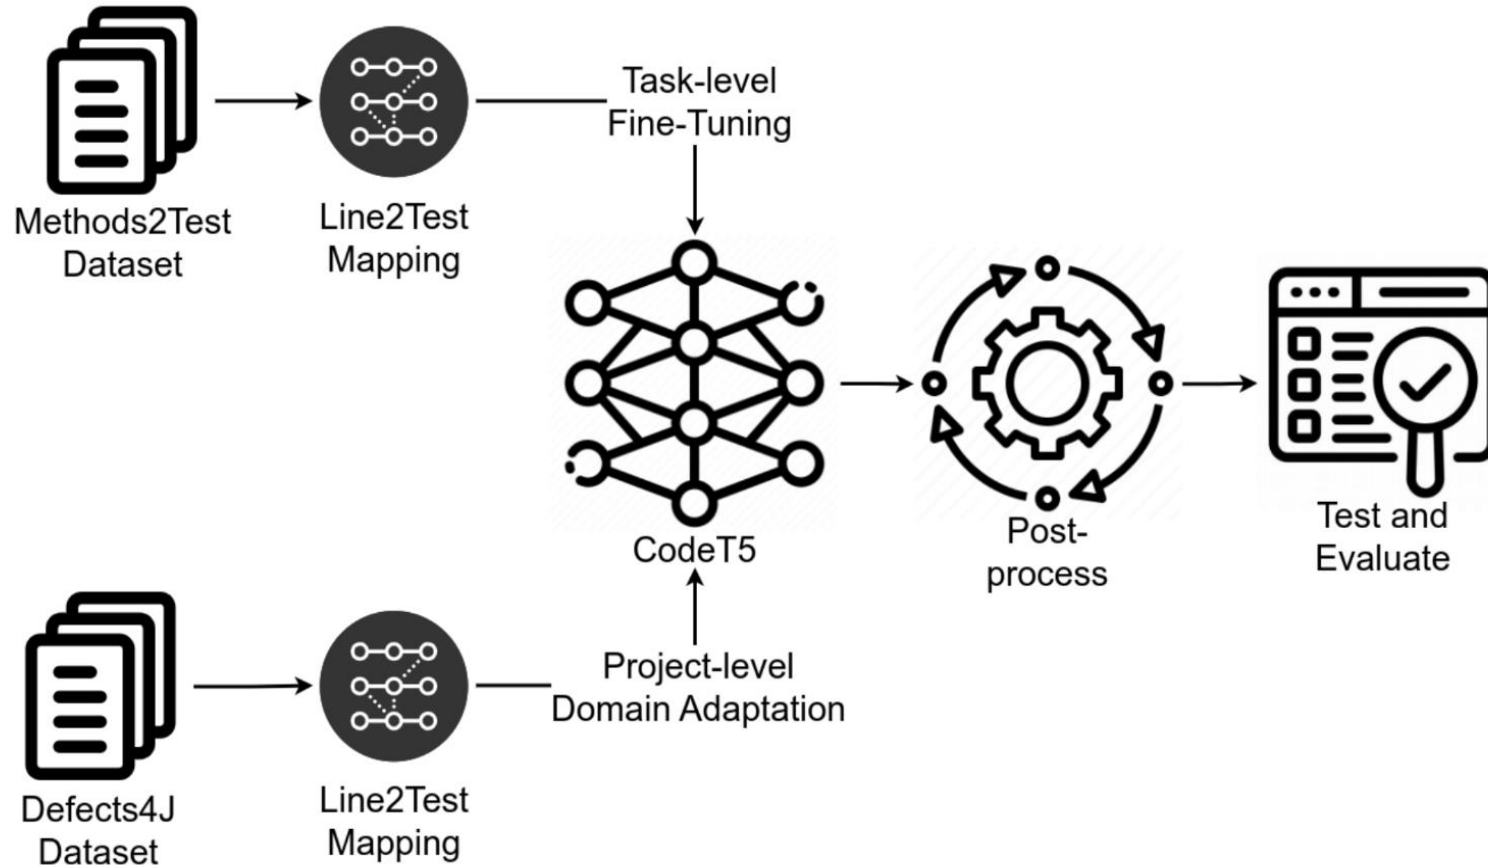 Task-level
Fine-Tuning
Methods2Test
Dataset
Line2Test
Mapping
CodeT5
Post-
process
Test and
Evaluate
Project-level
Domain Adaptation
Defects4J
Dataset
Line2Test
Mapping